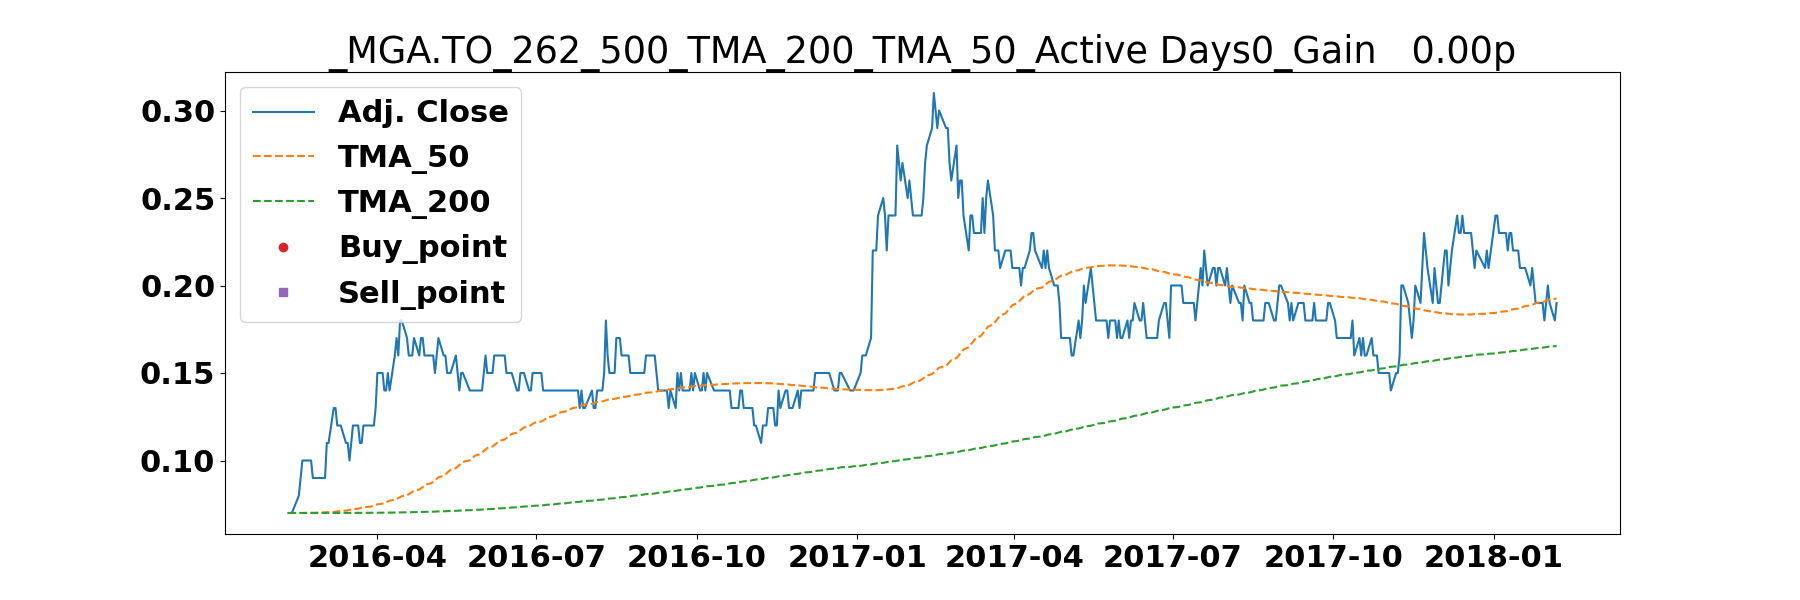 _MGA.TO_262_500_TMA_200_TMA_50_Active Days0_Gain   0.00p
0.30
0.25
0.20
0.15
0.10
Adj. Close
TMA_50
TMA_200
Buy_point
Sell_point
2016-04 2016-07 2016-10 2017-01 2017-04 2017-07 2017-10 2018-01